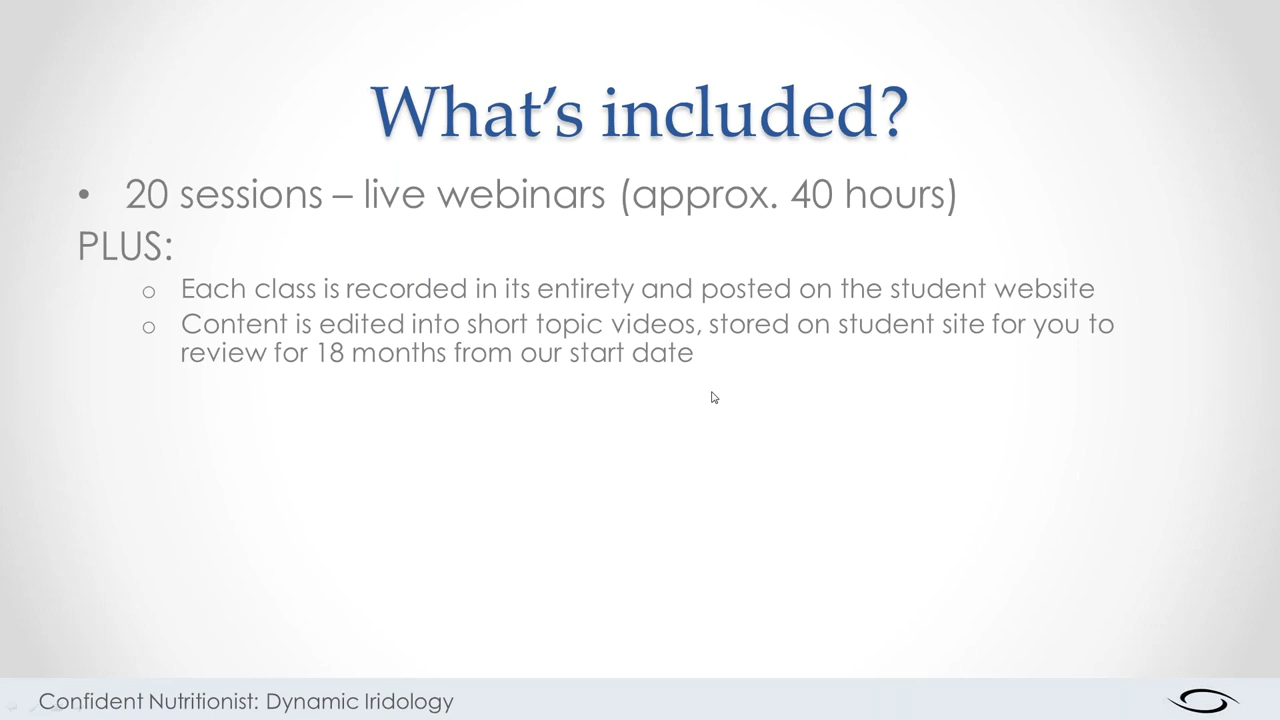 What's included?
• 20 sessions – live webinars (approx. 40 hours)
PLUS:
o Each class is recorded in its entirety and posted on the student website
o Content is edited into short topic videos, stored on student site for you to
review for 18 months from our start date
Confident Nutritionist: Dynamic Iridology